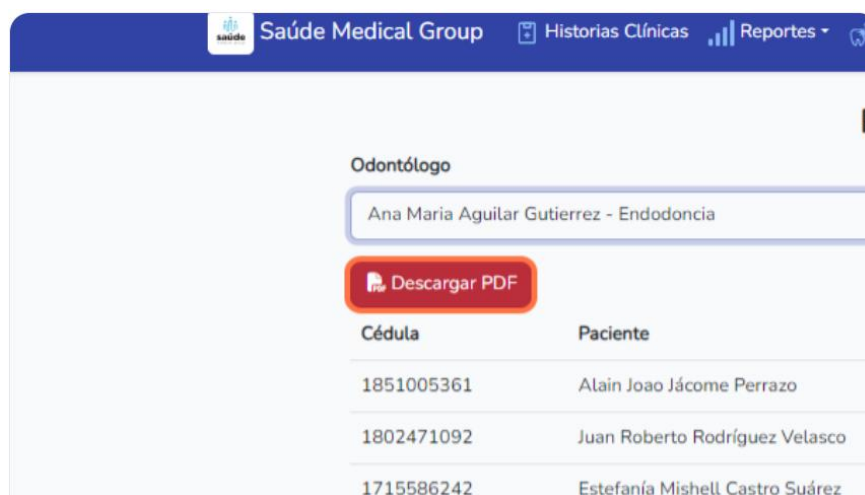 saúde Saúde Medical Group Historias Clínicas Reportes
Odontólogo
Ana Maria Aguilar Gutierrez - Endodoncia
PDF Descargar PDF
Cédula Paciente
1851005361 Alain Joao Jácome Perrazo
1802471092 Juan Roberto Rodríguez Velasco
1715586242 Estefanía Mishell Castro Suárez